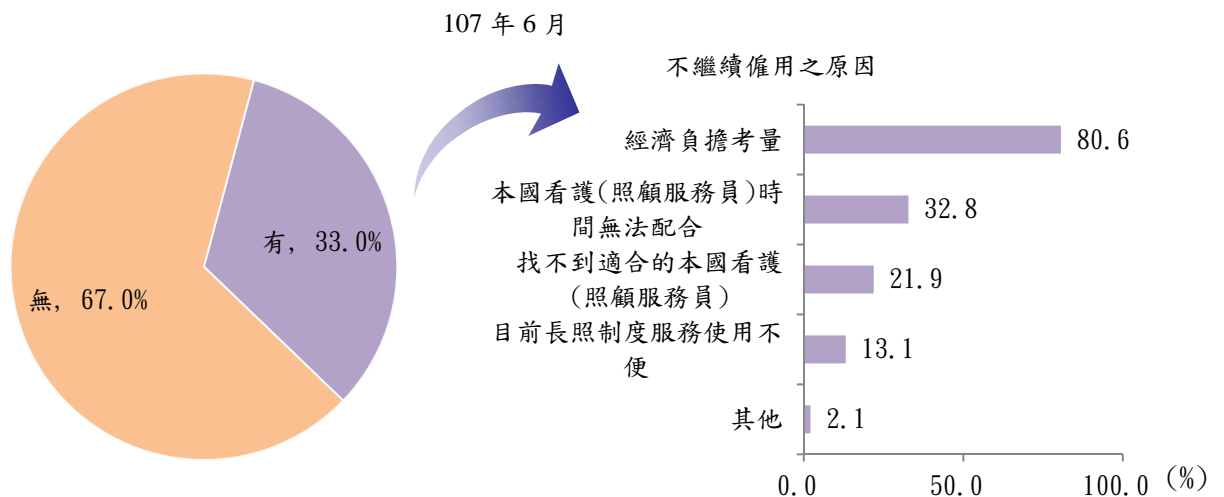 107 年 6 月
無, 67.0%
有, 33.0%
不繼續僱用之原因
經濟負擔考量
80.6
本國看護(照顧服務員)時
間無法配合
32.8
找不到適合的本國看護
(照顧服務員)
21.9
目前長照制度服務使用不
便
13.1
其他
2.1
0.0
50.0
100.0
(%)